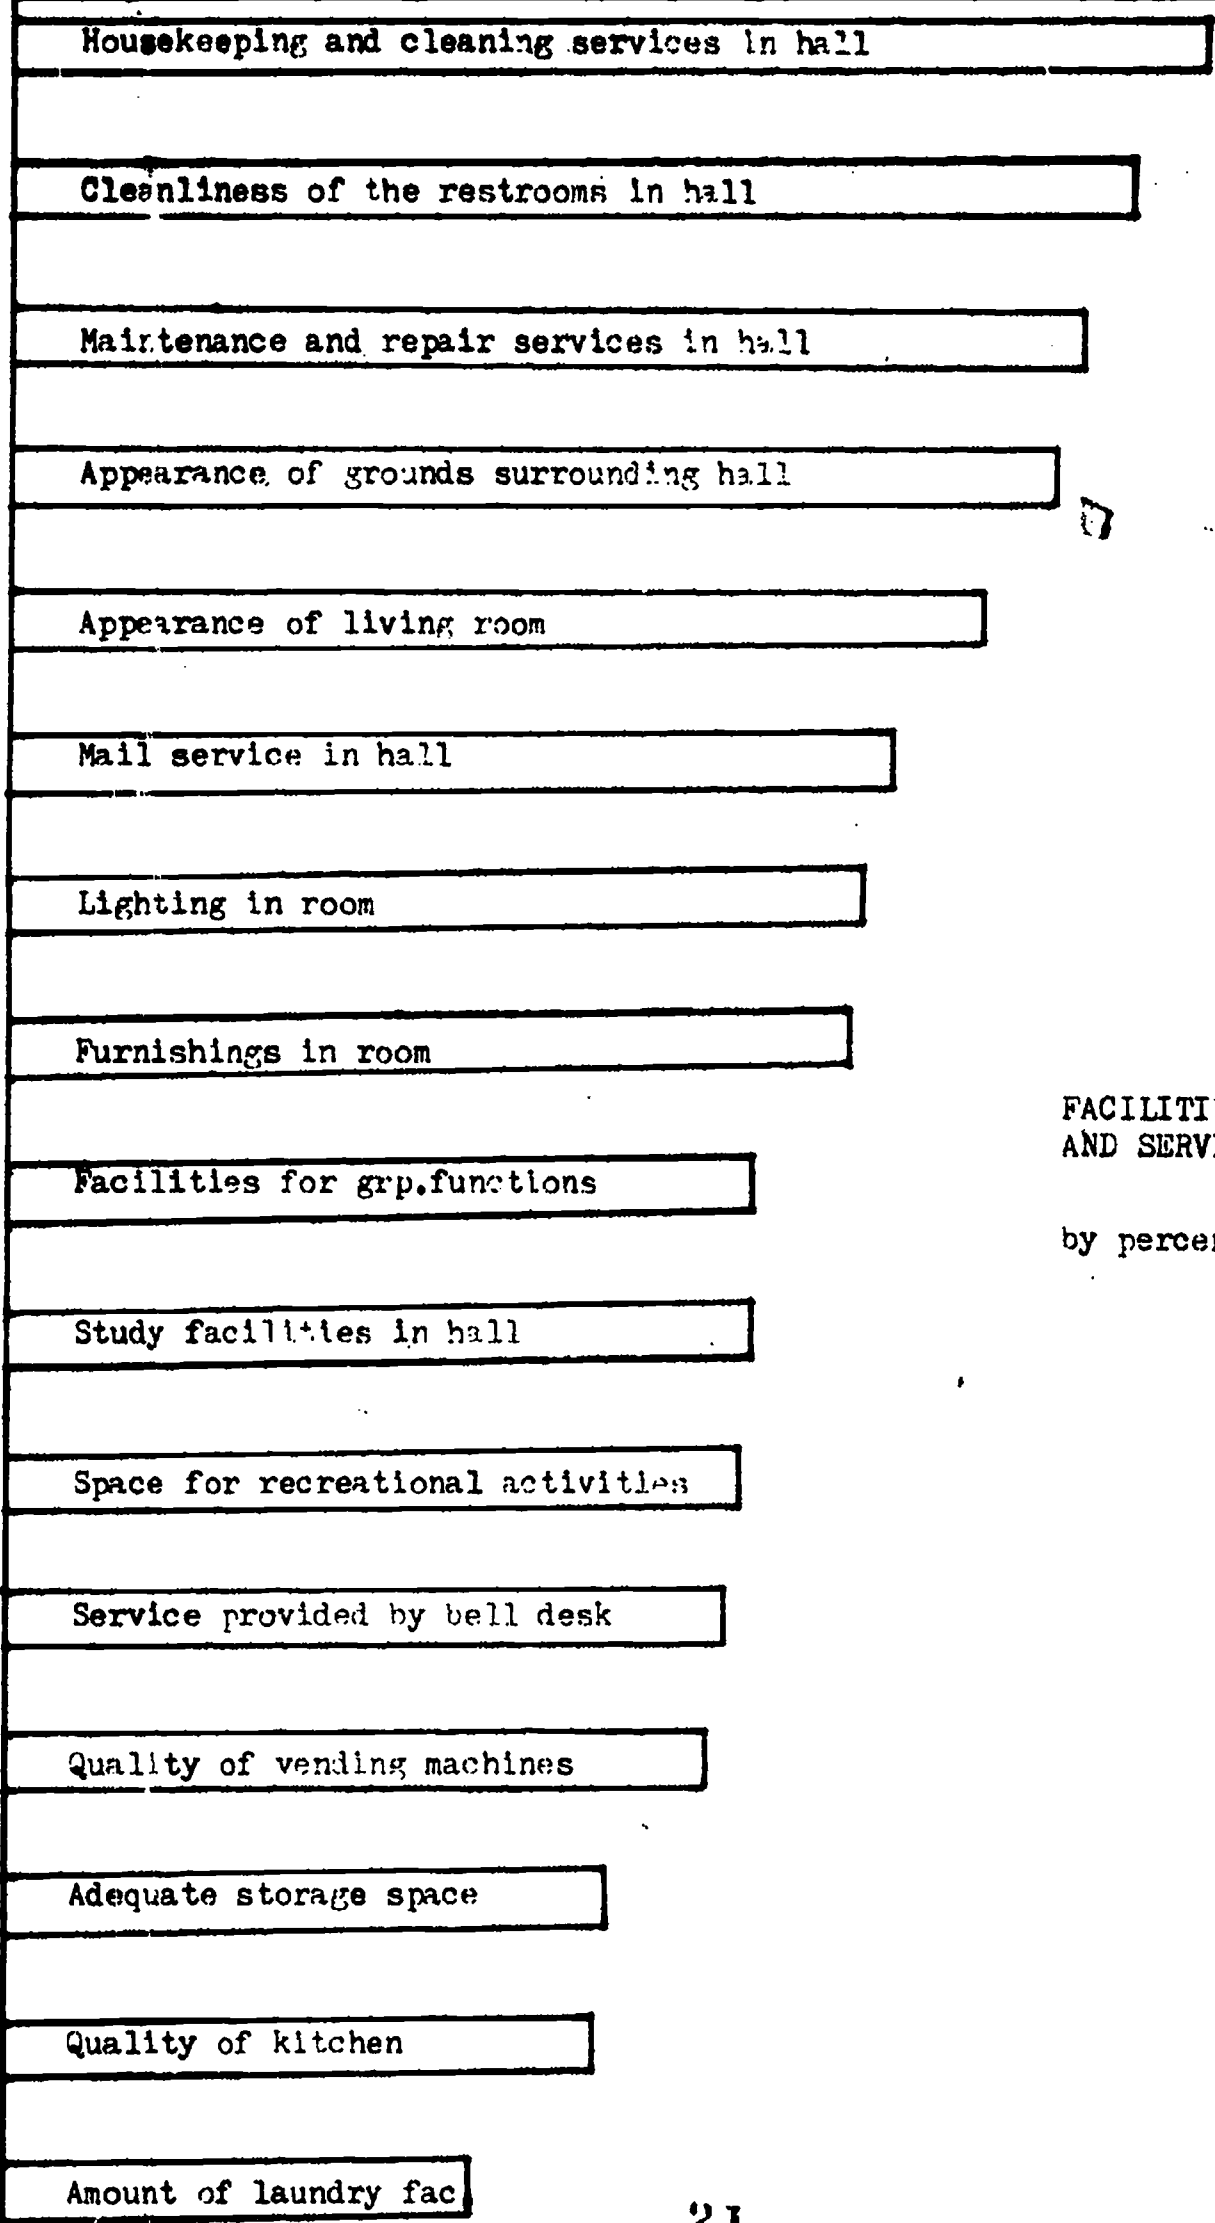 Housekeeping and cleaning services in hall
Cleanliness of the restrooms in hall
Maintenance and repair services in hall
Appearance of grounds surrounding hall
Appearance of living room
Mail service in hall
Lighting in room
Furnishings in room
FACILITI
AND SERV
Facilities for grp.functions
by perce
Study facilities in hall
Space for recreational activities
Service provided by bell desk
Quality of vending machines
Adequate storage space
Quality of kitchen
Amount of laundry fac